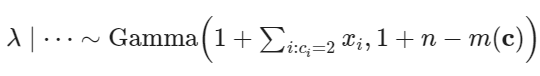 λ | ⋯ ∼ Gamma(1 + ∑_{i:c_i=2} x_i, 1 + n − m(𝐜))